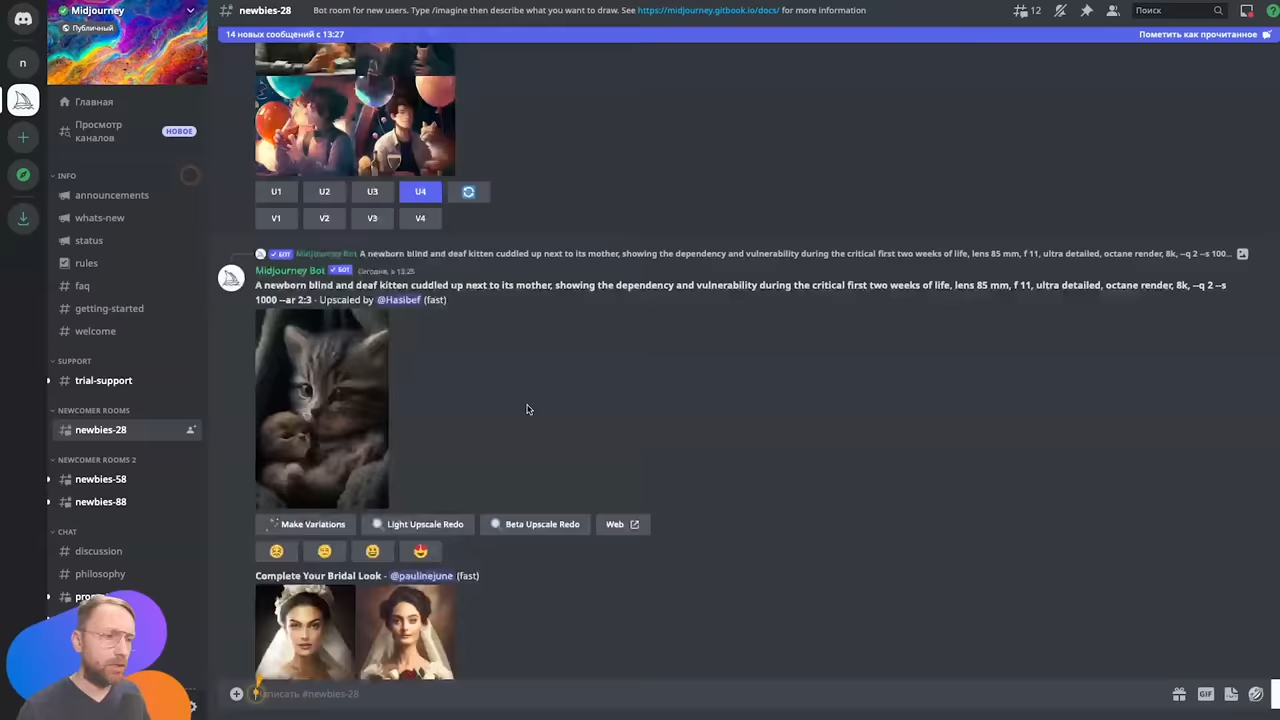 Midjourney
Публичный
n
Главная
Просмотр
каналов
НОВОЕ
INFO
announcements
whats-new
status
rules
faq
getting-started
welcome
SUPPORT
trial-support
NEWCOMER ROOMS
newbies-28
NEWCOMER ROOMS 2
newbies-58
newbies-88
CHAT
discussion
philosophy
newbies-28 Bot room for new users. Type /imagine then describe what you want to draw. See https://midjourney.gitbook.io/docs/ for more information 12 Поиск
14 новых сообщений с 13:27 Пометить как прочитанное
U1 U2 U3 U4
V1 V2 V3 V4
БОТ Midjourney Bot A newborn blind and deaf kitten cuddled up next to its mother, showing the dependency and vulnerability during the critical first two weeks of life, lens 85 mm, f 11, ultra detailed, octane render, 8k, --q 2 --s 100...
Midjourney Bot БОТ Сегодня, в 13:25
A newborn blind and deaf kitten cuddled up next to its mother, showing the dependency and vulnerability during the critical first two weeks of life, lens 85 mm, f 11, ultra detailed, octane render, 8k, --q 2 --s
1000 --ar 2:3 - Upscaled by @Hasibef (fast)
Make Variations Light Upscale Redo Beta Upscale Redo Web
Complete Your Bridal Look - @paulinejune (fast)
#newbies-28 GIF